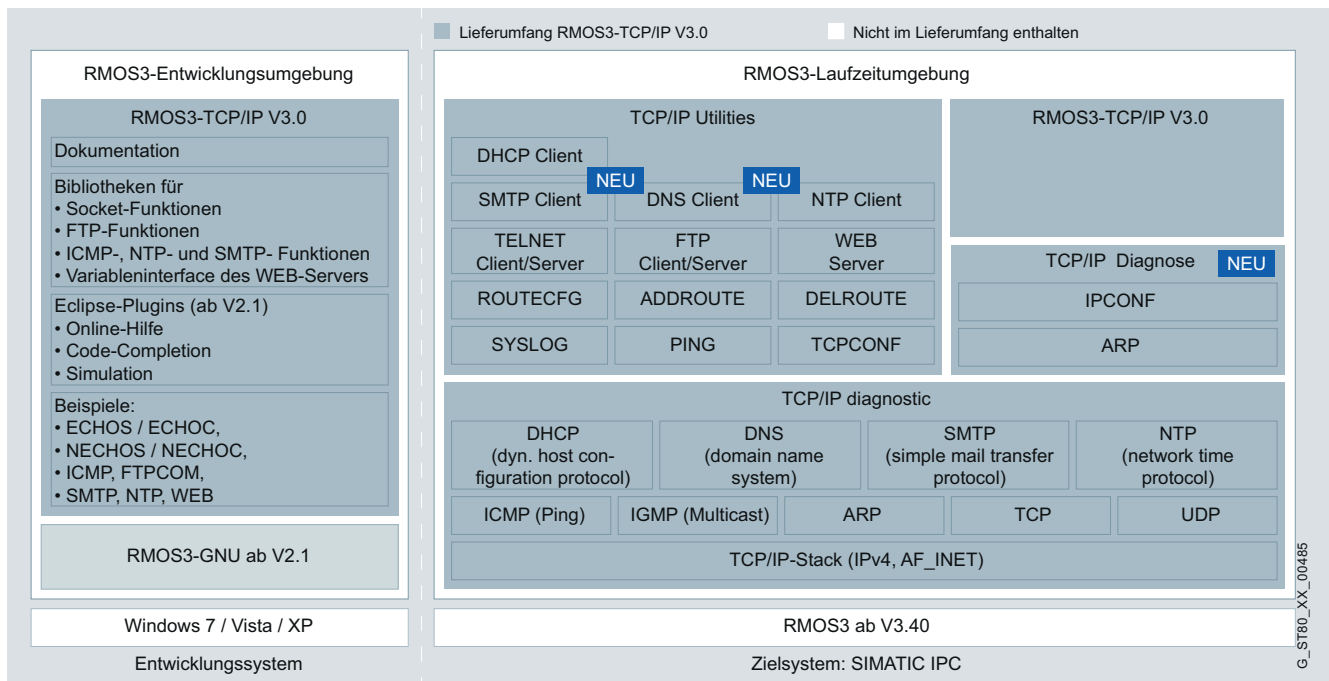 Lieferumfang RMOS3-TCP/IP V3.0
Nicht im Lieferumfang enthalten
RMOS3-Entwicklungsumgebung
RMOS3-TCP/IP V3.0
Dokumentation
Bibliotheken für
• Socket-Funktionen
• FTP-Funktionen
• ICMP-, NTP- und SMTP- Funktionen
• Variableninterface des WEB-Servers
Eclipse-Plugins (ab V2.1)
• Online-Hilfe
• Code-Completion
• Simulation
Beispiele:
• ECHOS / ECHOC,
• NECHOS / NECHOC,
• ICMP, FTPCOM,
• SMTP, NTP, WEB
RMOS3-GNU ab V2.1
Windows 7 / Vista / XP
Entwicklungssystem
RMOS3-Laufzeitumgebung
TCP/IP Utilities
DHCP Client
NEU
NEU
SMTP Client
DNS Client
NTP Client
TELNET
Client/Server
FTP
Client/Server
WEB
Server
ROUTECFG
ADDROUTE
DELROUTE
SYSLOG
PING
TCPCONF
RMOS3-TCP/IP V3.0
TCP/IP Diagnose
NEU
IPCONF
ARP
TCP/IP diagnostic
DHCP
(dyn. host con-
figuration protocol)
DNS
(domain name
system)
SMTP
(simple mail transfer
protocol)
NTP
(network time
protocol)
ICMP (Ping)
IGMP (Multicast)
ARP
TCP
UDP
TCP/IP-Stack (IPv4, AF_INET)
RMOS3 ab V3.40
Zielsystem: SIMATIC IPC
G_ST80_XX_00485